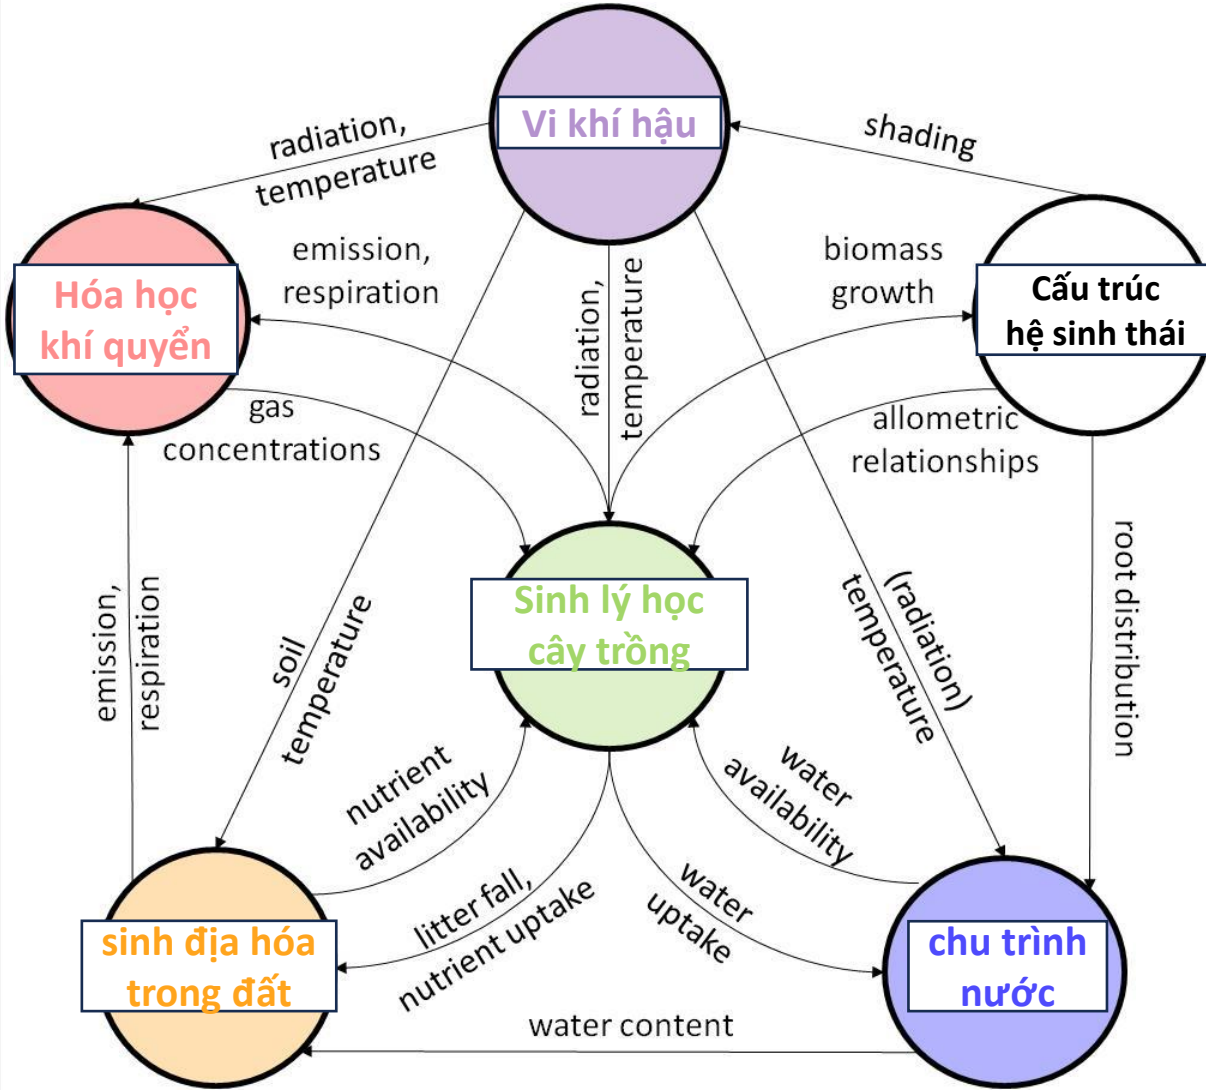 Vi khí hậu
radiation,
temperature
shading
emission,
respiration
biomass
growth
Hóa học
khí quyển
Cấu trúc
hệ sinh thái
radiation,
temperature
gas
concentrations
allometric
relationships
Sinh lý học
cây trồng
emission,
respiration
soil
temperature
(radiation)
temperature
root distribution
nutrient
availability
water
availability
litter fall,
nutrient uptake
water
uptake
sinh địa hóa
trong đất
chu trình
nước
water content